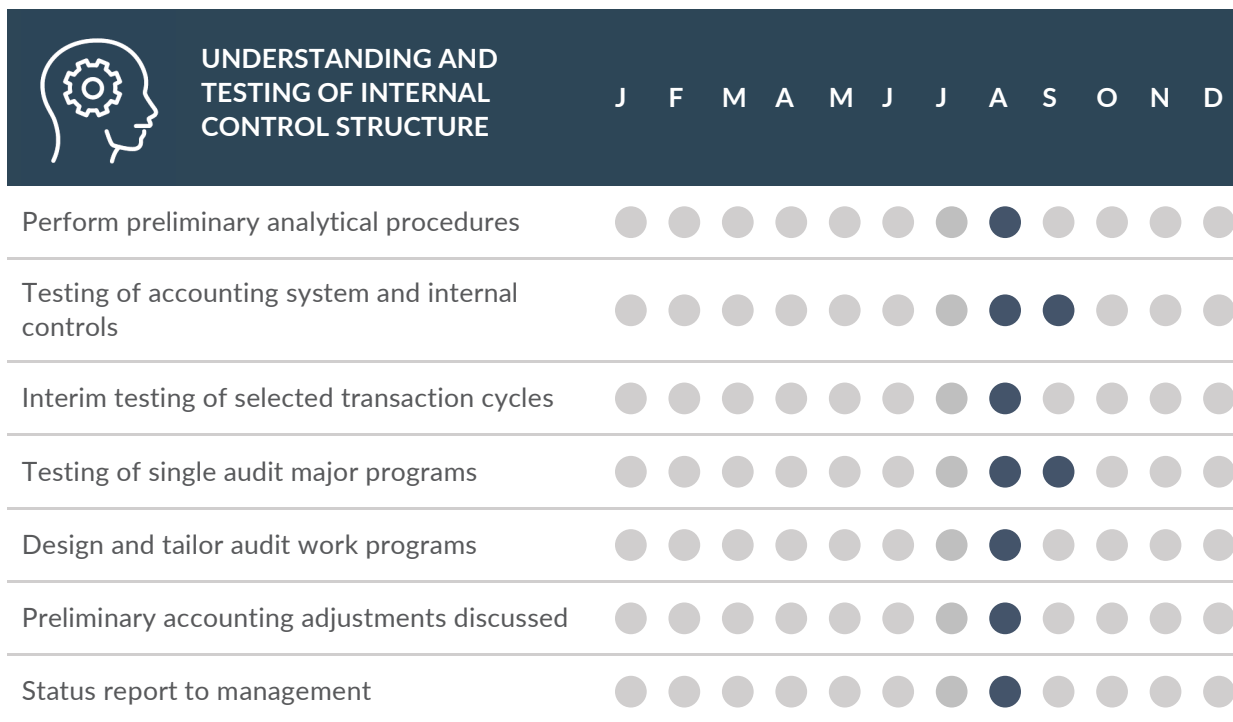 UNDERSTANDING AND
TESTING OF INTERNAL
CONTROL STRUCTURE
J F M A M J J A S O N D
Perform preliminary analytical procedures
Testing of accounting system and internal
controls
Interim testing of selected transaction cycles
Testing of single audit major programs
Design and tailor audit work programs
Preliminary accounting adjustments discussed
Status report to management